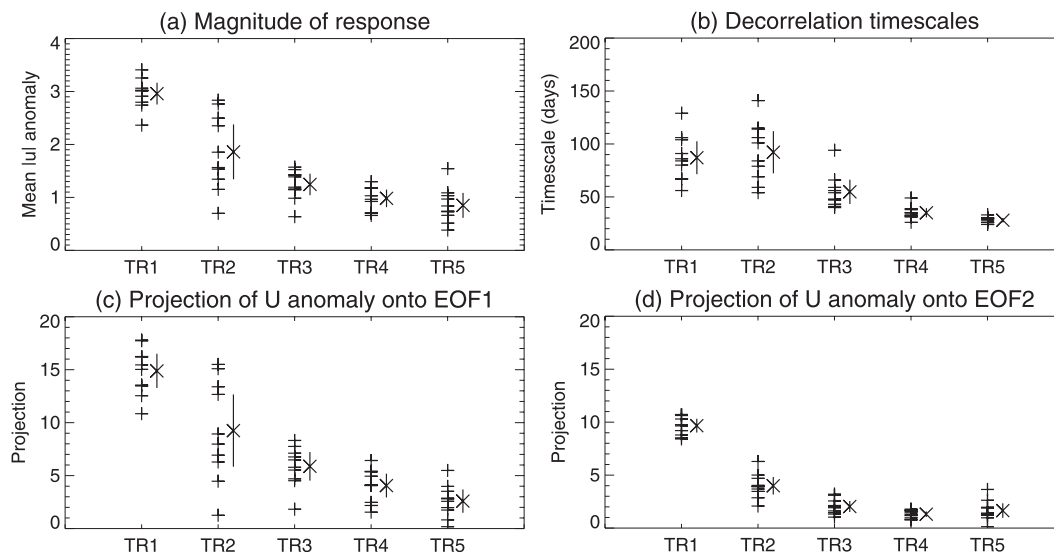 (a) Magnitude of response
Mean |u| anomaly
4
3
2
1
0
TR1 TR2 TR3 TR4 TR5
(b) Decorrelation timescales
Timescale (days)
200
150
100
50
0
TR1 TR2 TR3 TR4 TR5
(c) Projection of U anomaly onto EOF1
Projection
20
15
10
5
0
TR1 TR2 TR3 TR4 TR5
(d) Projection of U anomaly onto EOF2
Projection
20
15
10
5
0
TR1 TR2 TR3 TR4 TR5